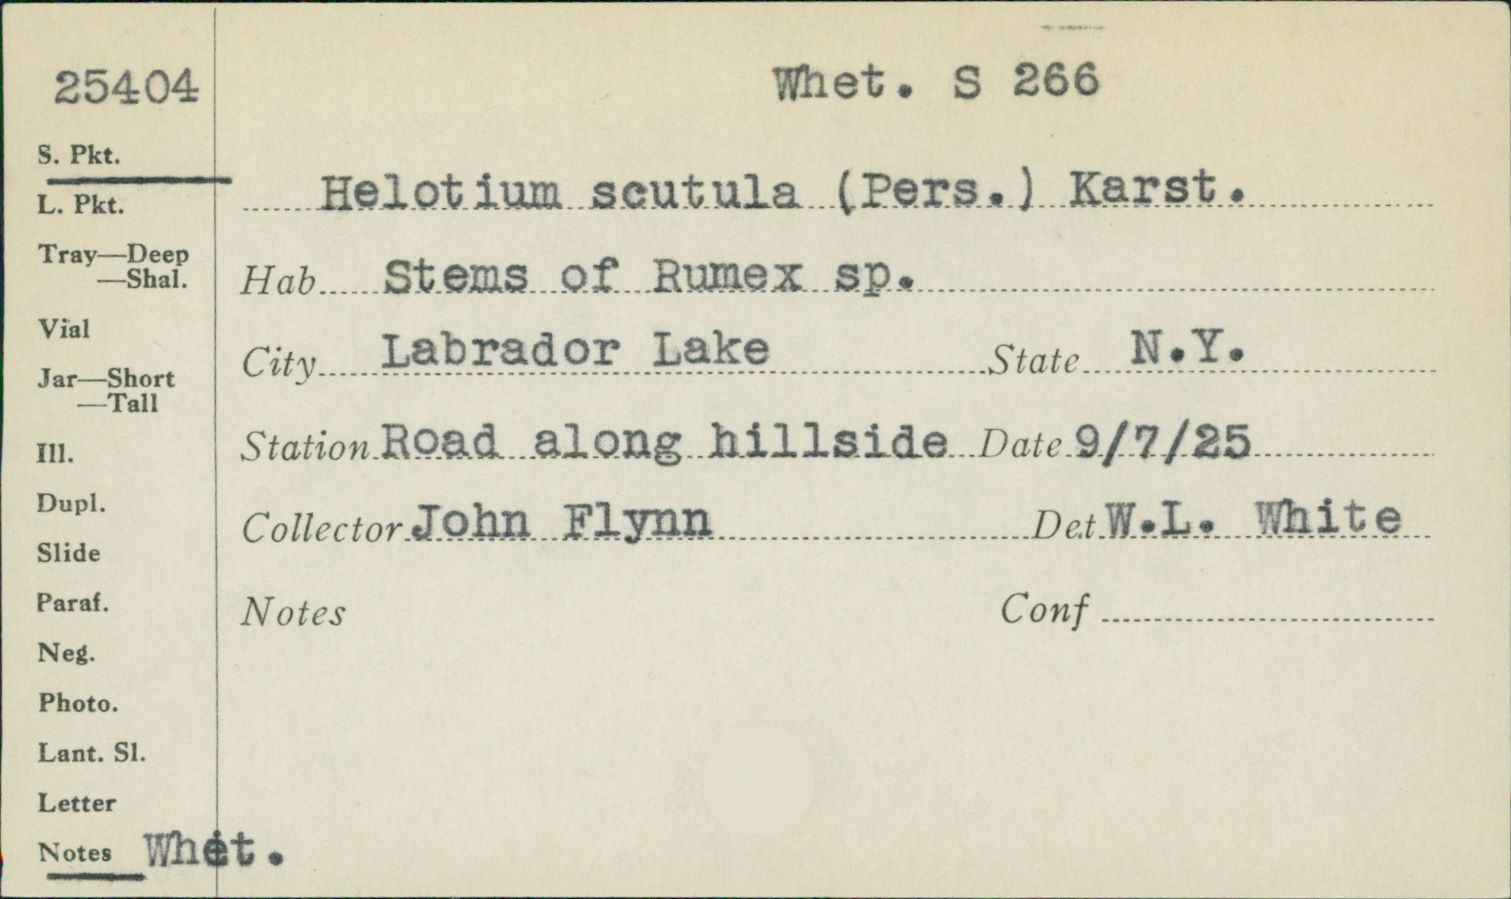 25404
Whet. S 266
S. Pkt.
L. Pkt.
Helotium scutula (Pers.) Karst.
Tray—Deep
—Shal.
Hab Stems of Rumex sp.
Vial
City Labrador Lake State N.Y.
Jar—Short
—Tall
Station Road along hillside Date 9/7/25
Ill.
Dupl.
Collector John Flynn Det W.L. White
Slide
Paraf.
Notes Conf
Neg.
Photo.
Lant. Sl.
Letter
Notes Whet.